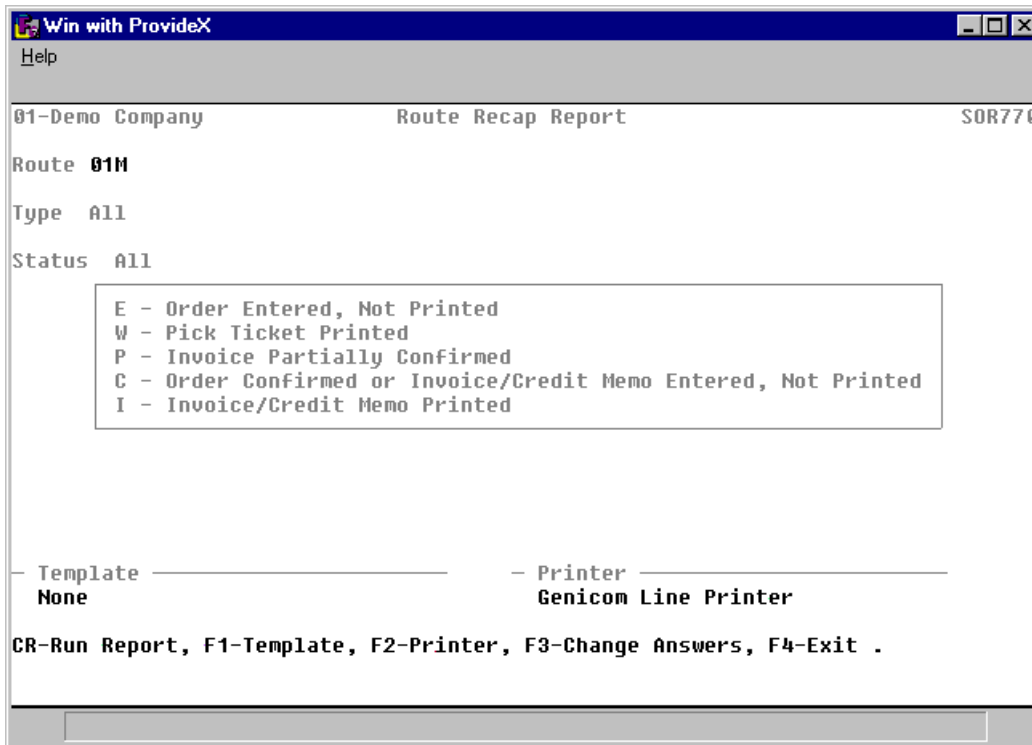 Win with ProvideX
Help
01-Demo Company Route Recap Report SOR770
Route 01M
Type All
Status All
E - Order Entered, Not Printed
W - Pick Ticket Printed
P - Invoice Partially Confirmed
C - Order Confirmed or Invoice/Credit Memo Entered, Not Printed
I - Invoice/Credit Memo Printed
Template Printer
None Genicom Line Printer
CR-Run Report, F1-Template, F2-Printer, F3-Change Answers, F4-Exit .